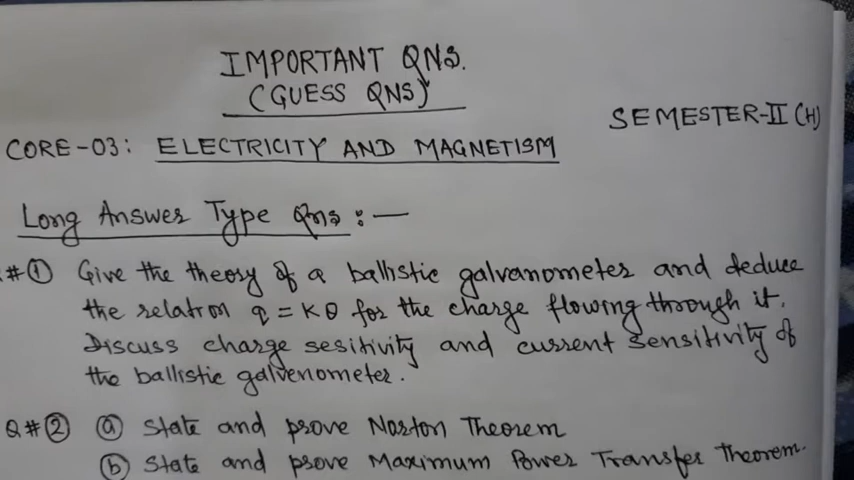 IMPORTANT QNS.
(GUESS QNS)
SEMESTER-II (H)
CORE-03: ELECTRICITY AND MAGNETISM
Long Answer Type Qns :—
#① Give the theory of a ballistic galvanometer and deduce
the relation q = Kθ for the charge flowing through it.
Discuss charge sesitivity and current sensitivity of
the ballistic galvenometer.
Q#② ⓐ State and prove Norton Theorem
ⓑ State and prove Maximum Power Transfer Theorem.